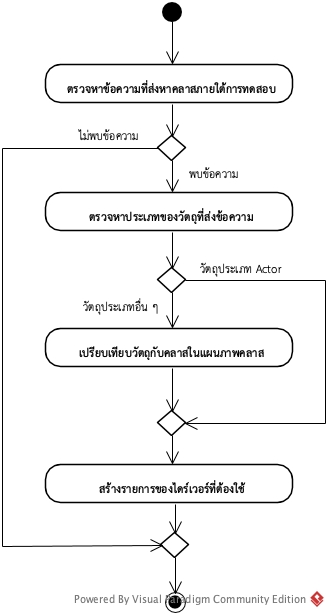 ตรวจหาข้อความที่ส่งหาคลาสภายใต้การทดสอบ
ไม่พบข้อความ
พบข้อความ
ตรวจหาประเภทของวัตถุที่ส่งข้อความ
วัตถุประเภท Actor
วัตถุประเภทอื่น ๆ
เปรียบเทียบวัตถุกับคลาสในแผนภาพคลาส
สร้างรายการของไดร์เวอร์ที่ต้องใช้
Powered By Visual Paradigm Community Edition